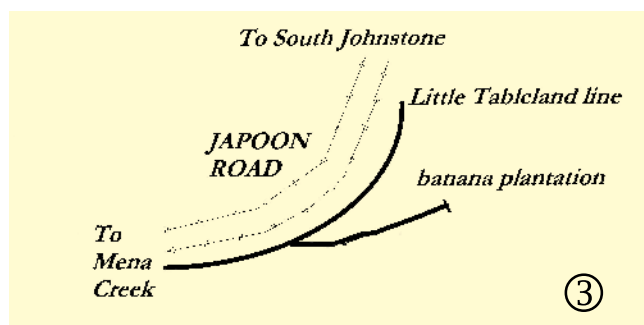 To South Johnstone
Little Tableland line
JAPOON
ROAD
banana plantation
To
Mena
Creek
③